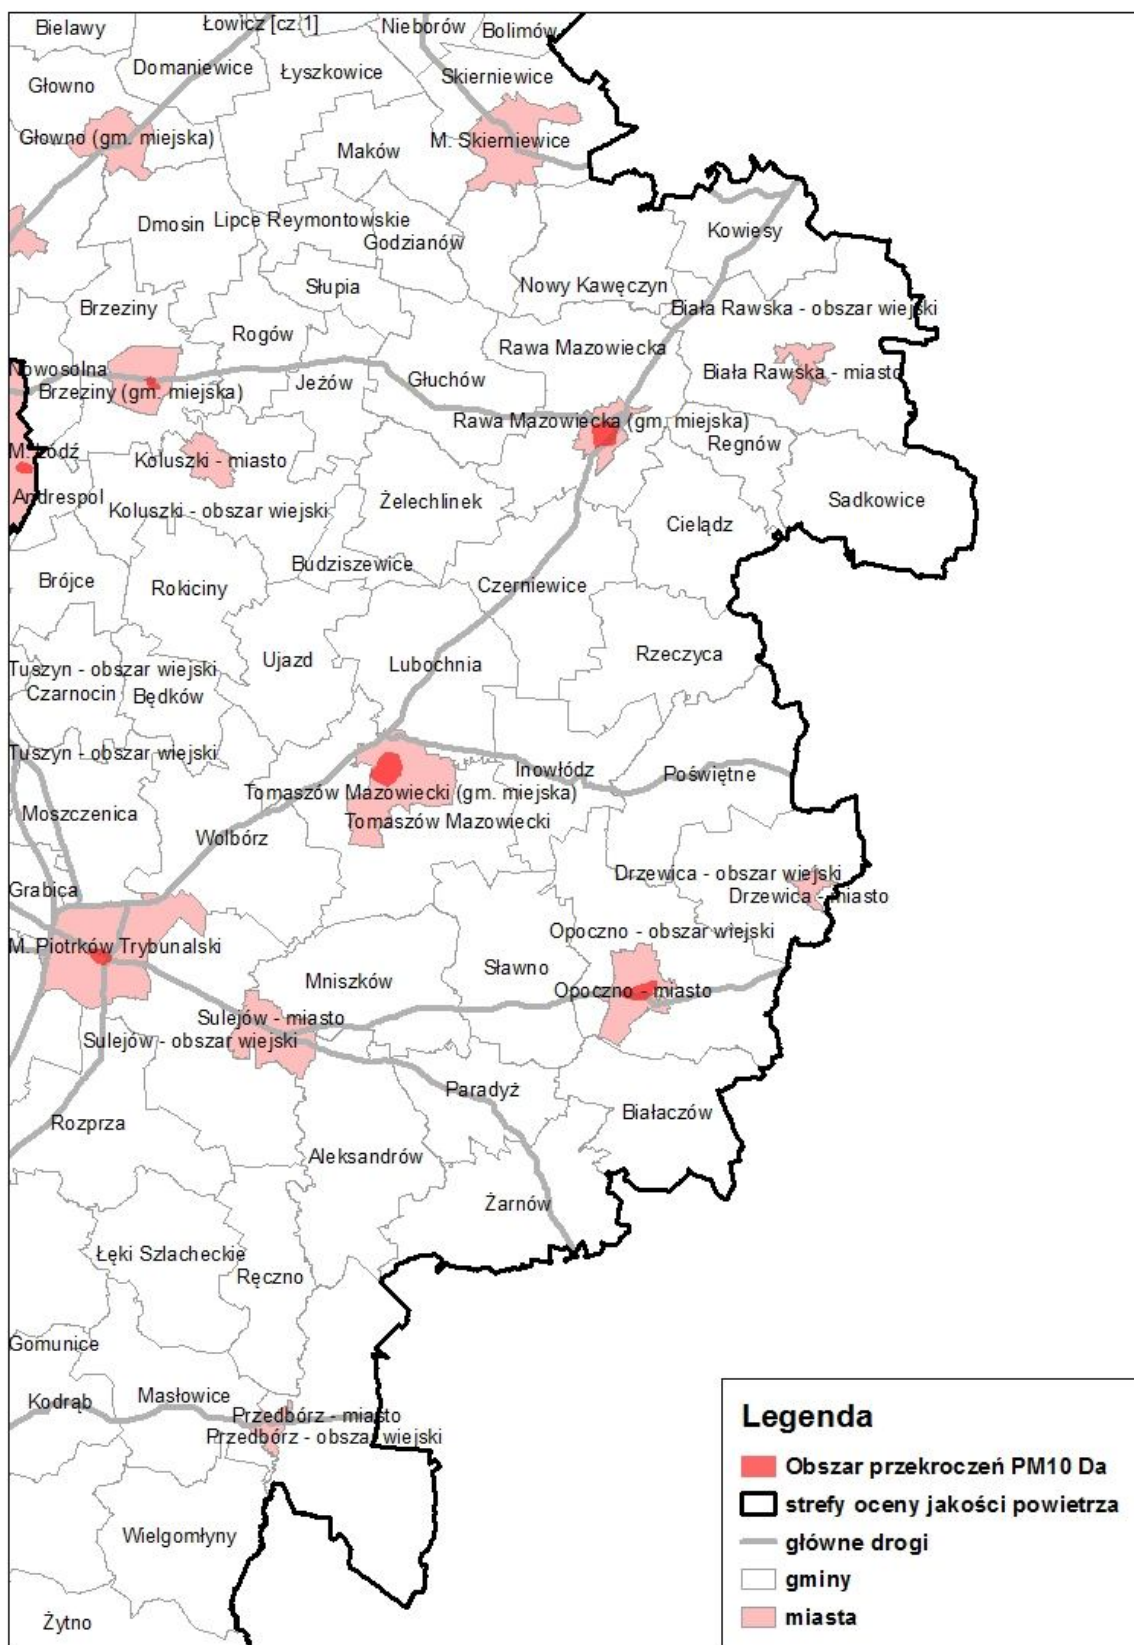 Bielawy
Łowicz [cz.1]
Nieborów
Bolimów
Domaniewice
Łyszkowice
Skierniewice
Głowno
Głowno (gm. miejska)
Maków
M. Skierniewice
Dmosin
Lipce Reymontowskie
Godzianów
Kowiesy
Słupia
Nowy Kawęczyn
Brzeziny
Biała Rawska - obszar wiejski
Rogów
Rawa Mazowiecka
Nowosolna
Jeżów
Głuchów
Biała Rawska - miasto
Brzeziny (gm. miejska)
Rawa Mazowiecka (gm. miejska)
Regnów
M. Łódź
Koluszki - miasto
Andrespol
Koluszki - obszar wiejski
Żelechlinek
Sadkowice
Cielądz
Budziszewice
Brójce
Rokiciny
Czerniewice
Tuszyn - obszar wiejski
Ujazd
Lubochnia
Rzeczyca
Czarnocin
Będków
Tuszyn - obszar wiejski
Inowłódz
Poświętne
Tomaszów Mazowiecki (gm. miejska)
Moszczenica
Tomaszów Mazowiecki
Wolbórz
Drzewica - obszar wiejski
Grabica
Drzewica - miasto
Opoczno - obszar wiejski
M. Piotrków Trybunalski
Sławno
Mniszków
Opoczno - miasto
Sulejów - miasto
Sulejów - obszar wiejski
Paradyż
Białaczów
Rozprza
Aleksandrów
Żarnów
Łęki Szlacheckie
Ręczno
Gomunice
Masłowice
Kodrąb
Przedbórz - miasto
Przedbórz - obszar wiejski
Wielgomłyny
Żytno
Legenda
Obszar przekroczeń PM10 Da
strefy oceny jakości powietrza
główne drogi
gminy
miasta